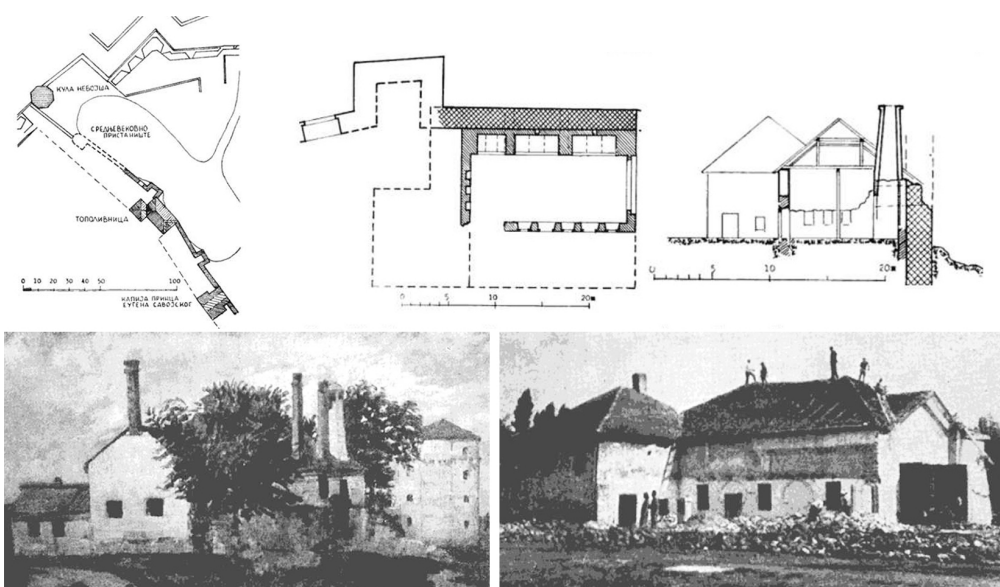 КУЛА НЕБОЈША
СРЕДЊЕВЕКОВНО
ПРИСТАНИШТЕ
ТОПОЛИВНИЦА
0 10 20 30 40 50 100
КАПИЈА ПРИНЦА
ЕУГЕНА САВОЈСКОГ
0 5 10 20м
0 5 10 20м